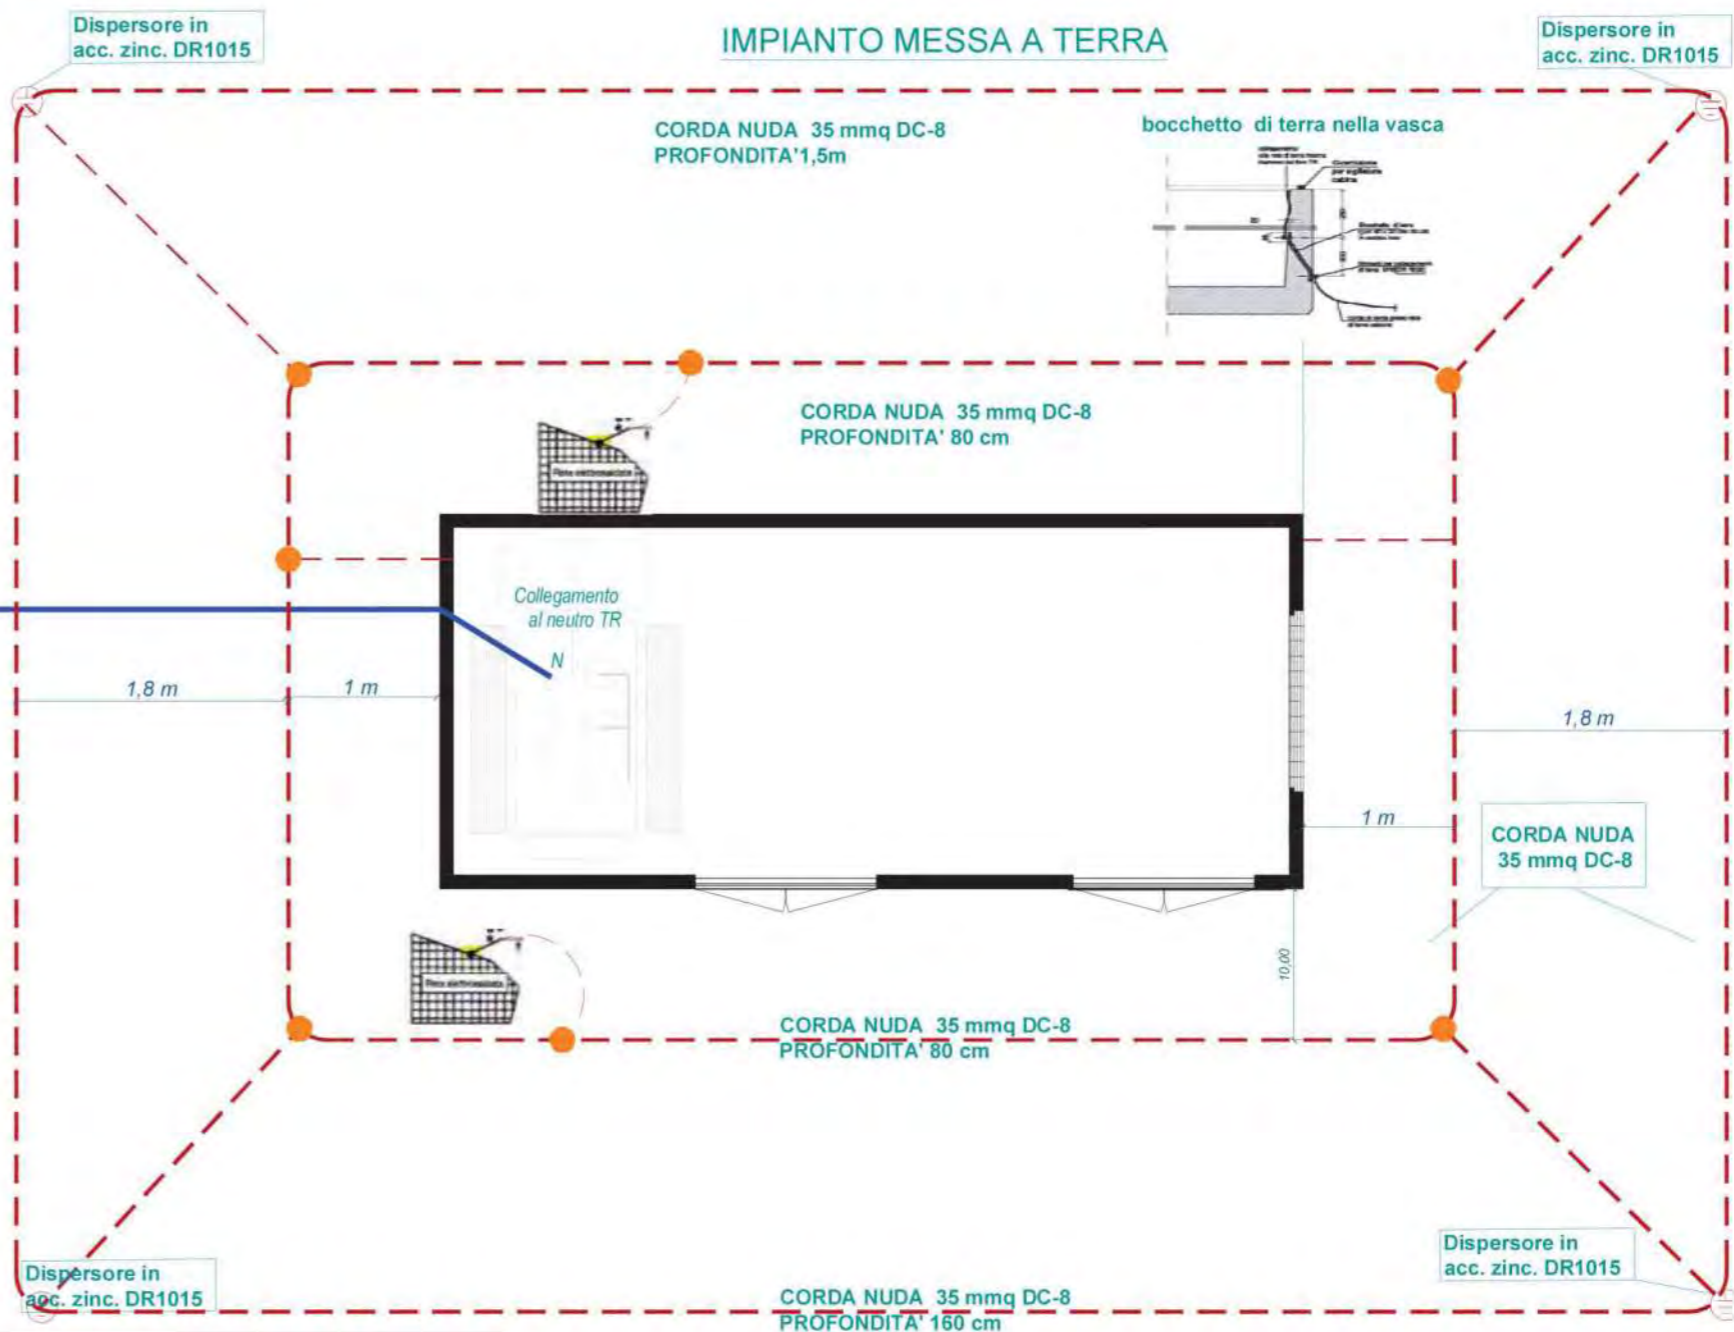 Dispersore in
acc. zinc. DR1015
IMPIANTO MESSA A TERRA
Dispersore in
acc. zinc. DR1015
CORDA NUDA 35 mmq DC-8
PROFONDITA'1,5m
bocchetto di terra nella vasca
CORDA NUDA 35 mmq DC-8
PROFONDITA' 80 cm
Rete elettrosaldata
Collegamento
al neutro TR
N
1,8 m
1 m
1,8 m
1 m
CORDA NUDA
35 mmq DC-8
10,00
Rete elettrosaldata
CORDA NUDA 35 mmq DC-8
PROFONDITA' 80 cm
Dispersore in
acc. zinc. DR1015
Dispersore in
acc. zinc. DR1015
CORDA NUDA 35 mmq DC-8
PROFONDITA' 160 cm